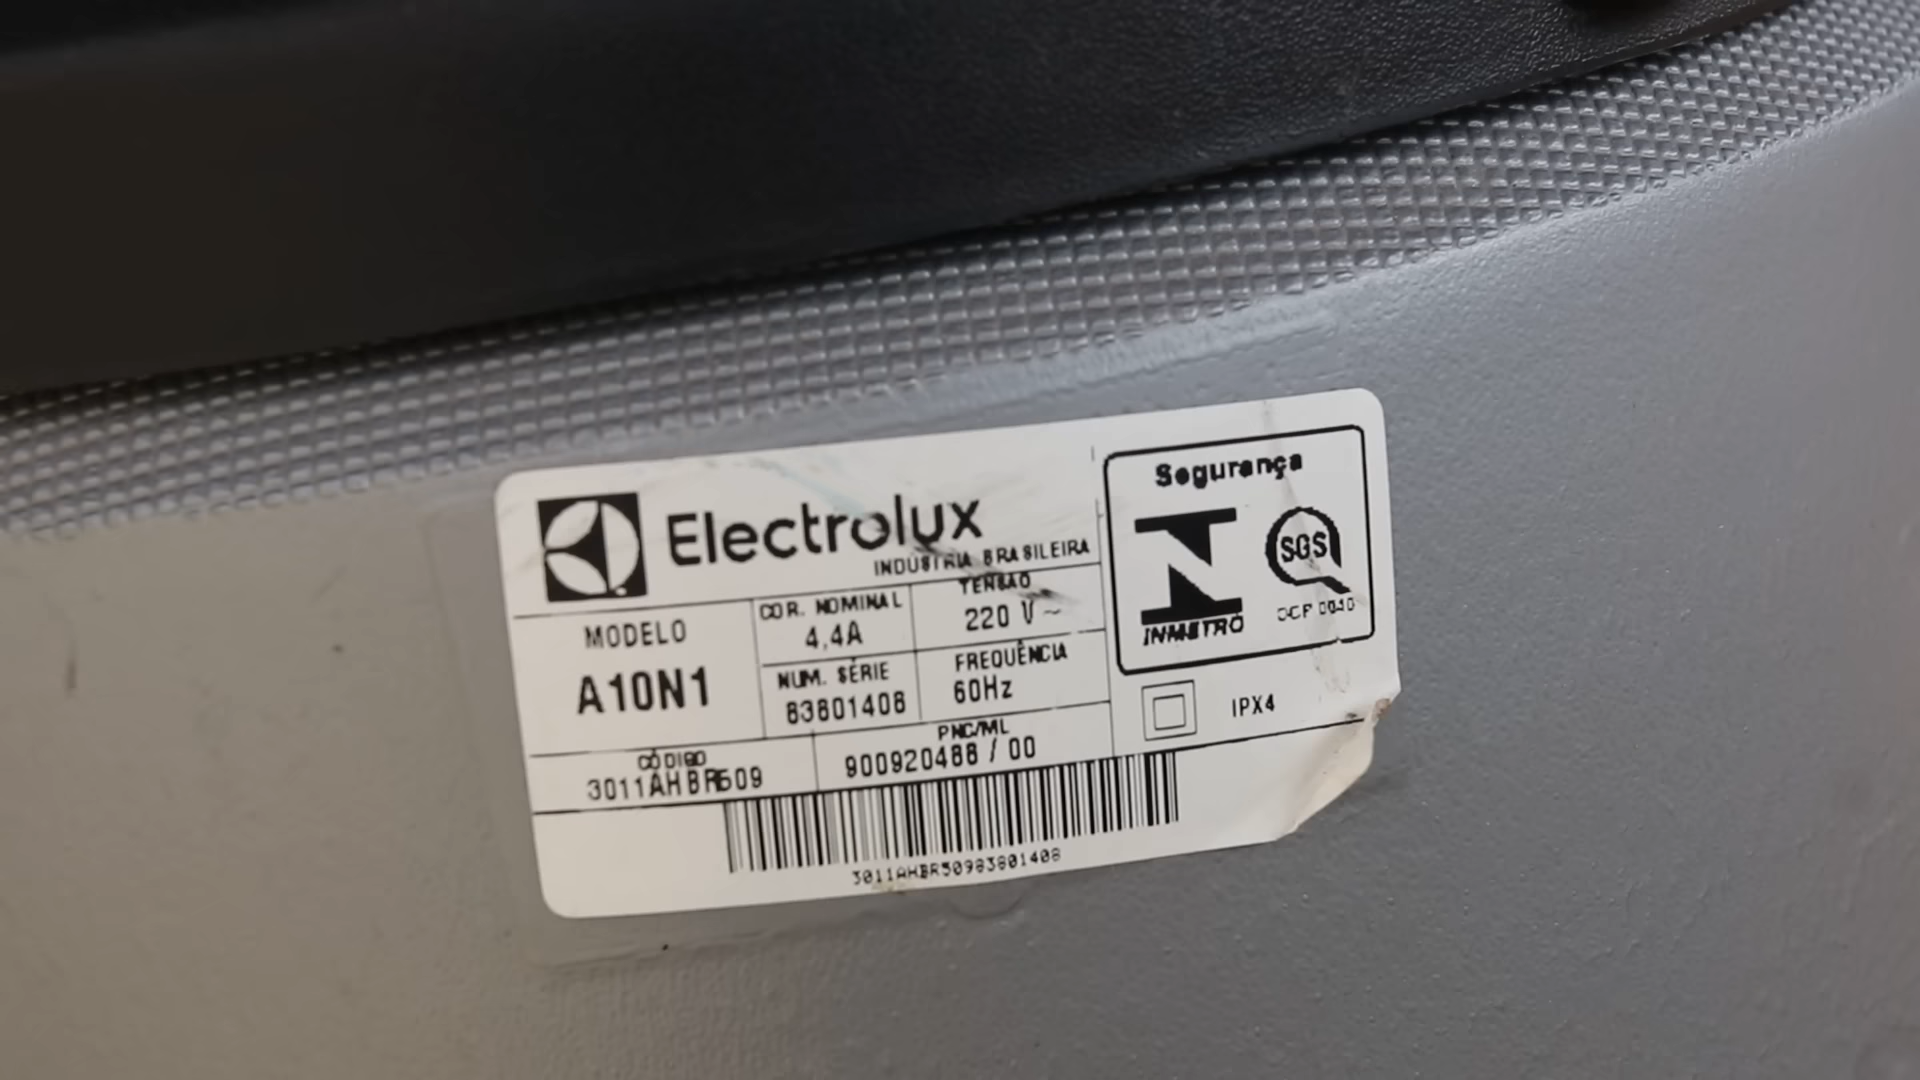 Electrolux
INDÚSTRIA BRASILEIRA
MODELO
A10N1
COR. NOMINAL
4,4A
TENSÃO
220 V ~
NUM. SÉRIE
83801408
FREQUÊNCIA
60Hz
CÓDIGO
3011AHBR509
PNC/ML
900920488 / 00
3011AHBR50983801408
Segurança
SGS
INMETRO
OCP 0040
IPX4